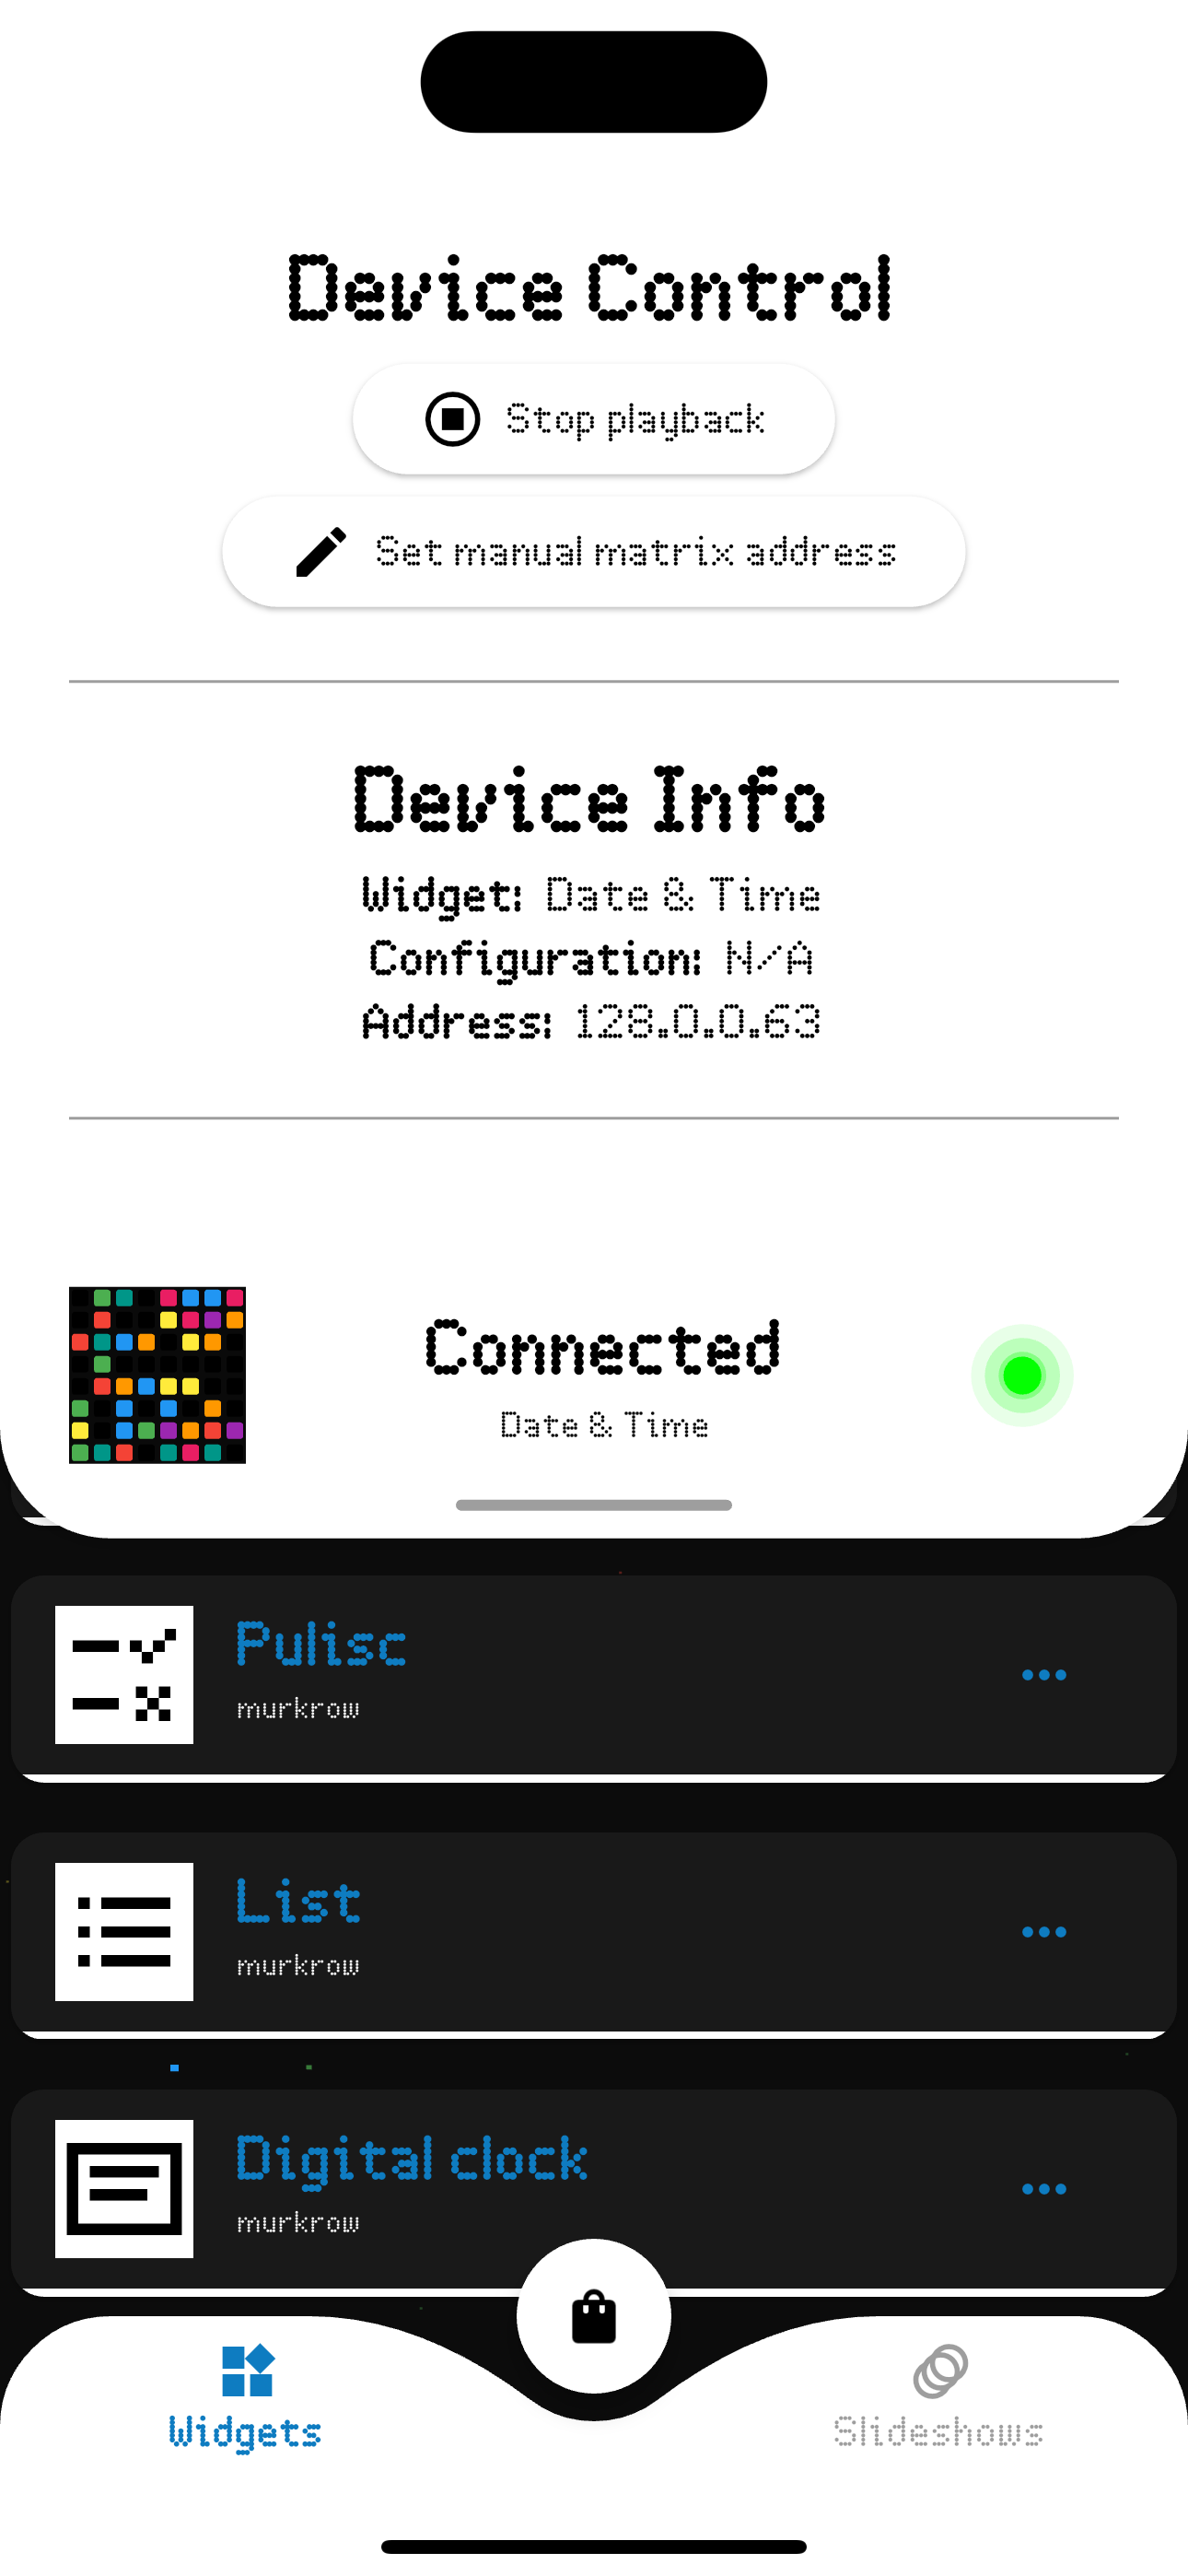 Device Control
Stop playback
Set manual matrix address
Device Info
Widget: Date & Time
Configuration: N/A
Address: 128.0.0.63
Connected
Date & Time
Pulisc
murkrow
List
murkrow
Digital clock
murkrow
Widgets
Slideshows